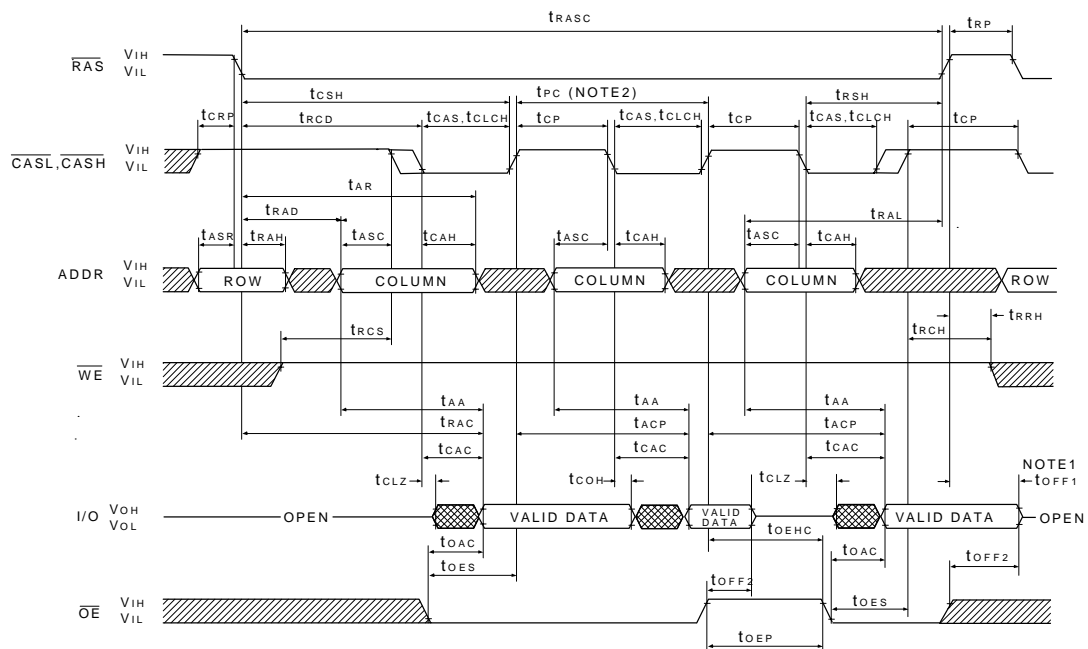 tRASC
tRP
RAS VIH
VIL
tCSH
tPC (NOTE2)
tRSH
tCRP
tRCD
tCAS,tCLCH
tCP
tCAS,tCLCH
tCP
tCAS,tCLCH
tCP
CASL,CASH VIH
VIL
tAR
tRAD
tRAL
tASR
tRAH
tASC
tCAH
tASC
tCAH
tASC
tCAH
ADDR VIH
VIL
ROW
COLUMN
COLUMN
COLUMN
ROW
tRCS
tRCH
tRRH
WE VIH
VIL
tAA
tAA
tAA
tRAC
tACP
tACP
tCAC
tCAC
tCAC
tCLZ
tCOH
tCLZ
NOTE1
tOFF1
I/O VOH
VOL
OPEN
VALID DATA
VALID
DATA
VALID DATA
OPEN
tOAC
tOEHC
tOAC
tOES
tOFF2
tOES
tOFF2
OE VIH
VIL
tOEP